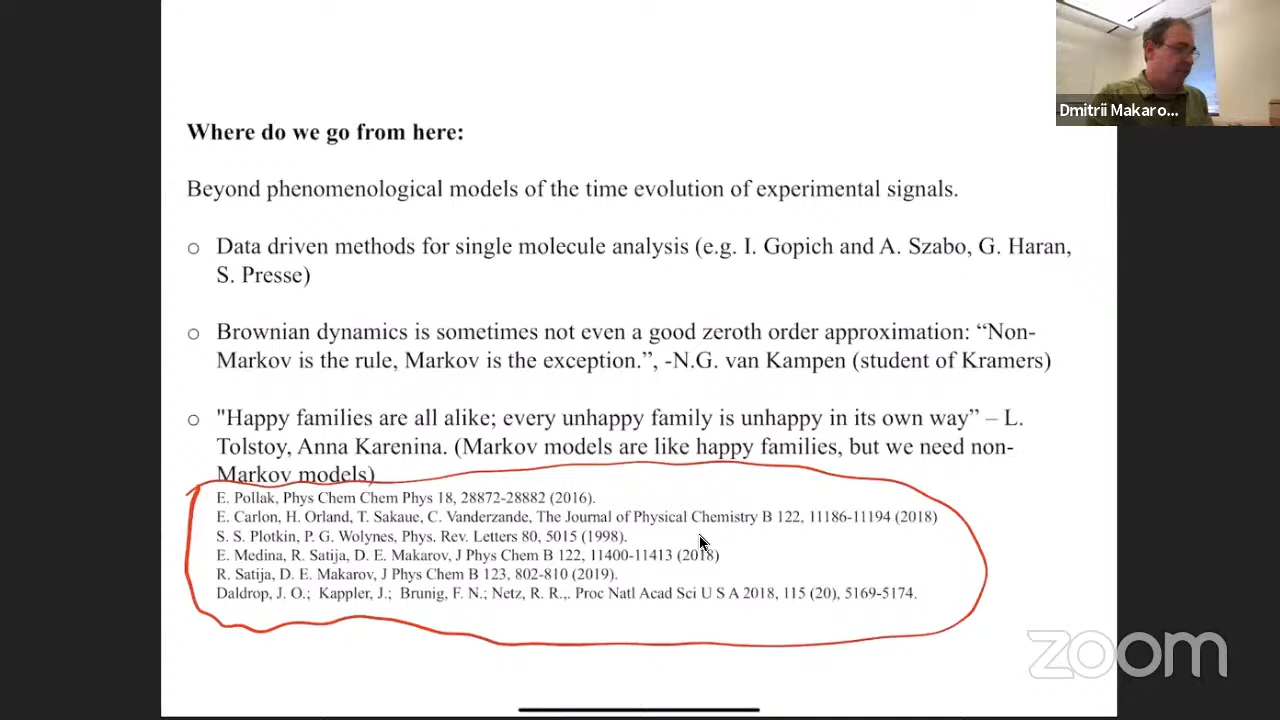 Where do we go from here:
Beyond phenomenological models of the time evolution of experimental signals.
o Data driven methods for single molecule analysis (e.g. I. Gopich and A. Szabo, G. Haran,
S. Presse)
o Brownian dynamics is sometimes not even a good zeroth order approximation: “Non-
Markov is the rule, Markov is the exception.”, -N.G. van Kampen (student of Kramers)
o "Happy families are all alike; every unhappy family is unhappy in its own way” – L.
Tolstoy, Anna Karenina. (Markov models are like happy families, but we need non-
Markov models)
E. Pollak, Phys Chem Chem Phys 18, 28872-28882 (2016).
E. Carlon, H. Orland, T. Sakaue, C. Vanderzande, The Journal of Physical Chemistry B 122, 11186-11194 (2018)
S. S. Plotkin, P. G. Wolynes, Phys. Rev. Letters 80, 5015 (1998).
E. Medina, R. Satija, D. E. Makarov, J Phys Chem B 122, 11400-11413 (2018)
R. Satija, D. E. Makarov, J Phys Chem B 123, 802-810 (2019).
Daldrop, J. O.; Kappler, J.; Brunig, F. N.; Netz, R. R.,. Proc Natl Acad Sci U S A 2018, 115 (20), 5169-5174.
Dmitrii Makaro...
zoom